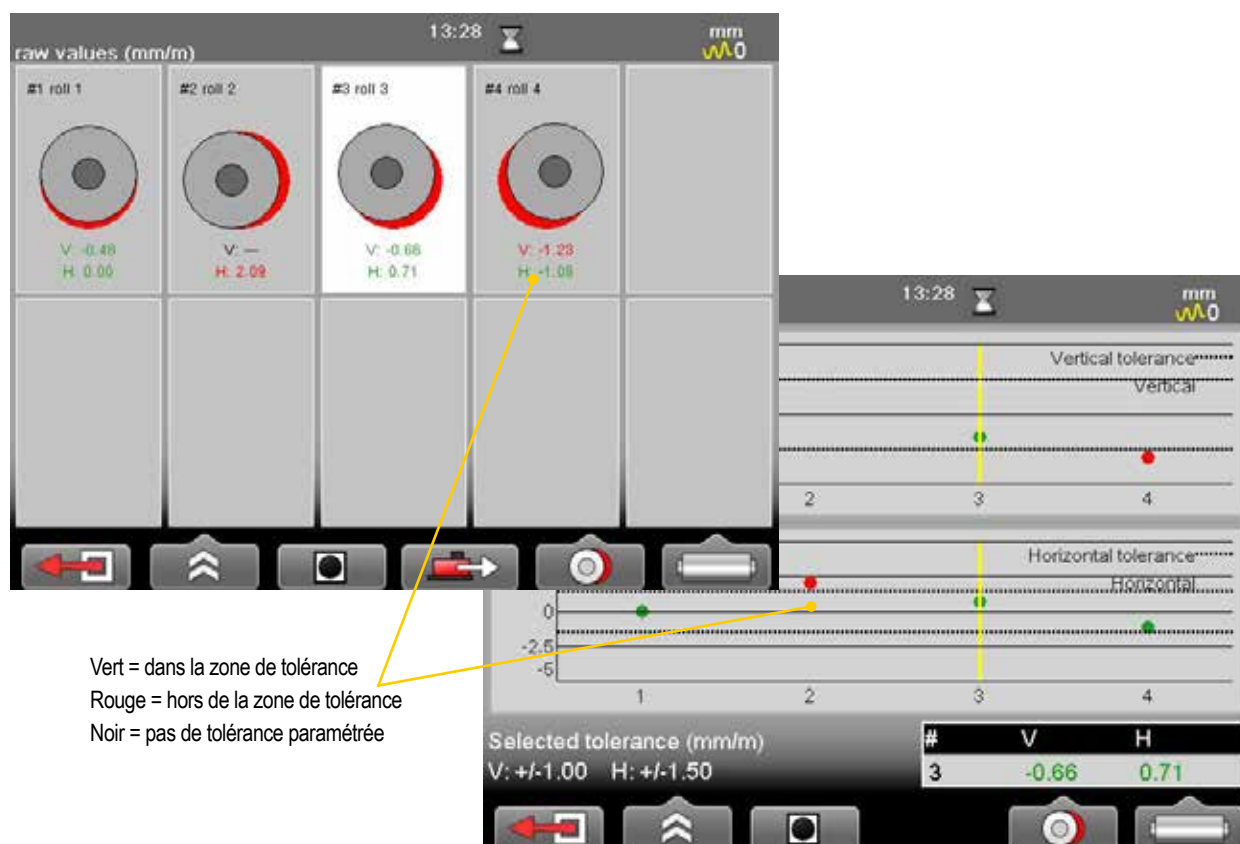 13:28
mm
0
raw values (mm/m)
#1 roll 1
#2 roll 2
#3 roll 3
#4 roll 4
V: -0.48
H: 0.00
V: —
H: 2.09
V: -0.66
H: 0.71
V: -1.23
H: -1.09
13:28
mm
0
Vertical tolerance
Vertical
2
3
4
Horizontal tolerance
Horizontal
0
-2.5
-5
1
2
3
4
Vert = dans la zone de tolérance
Rouge = hors de la zone de tolérance
Noir = pas de tolérance paramétrée
Selected tolerance (mm/m)
V: +/-1.00 H: +/-1.50
# V H
3 -0.66 0.71